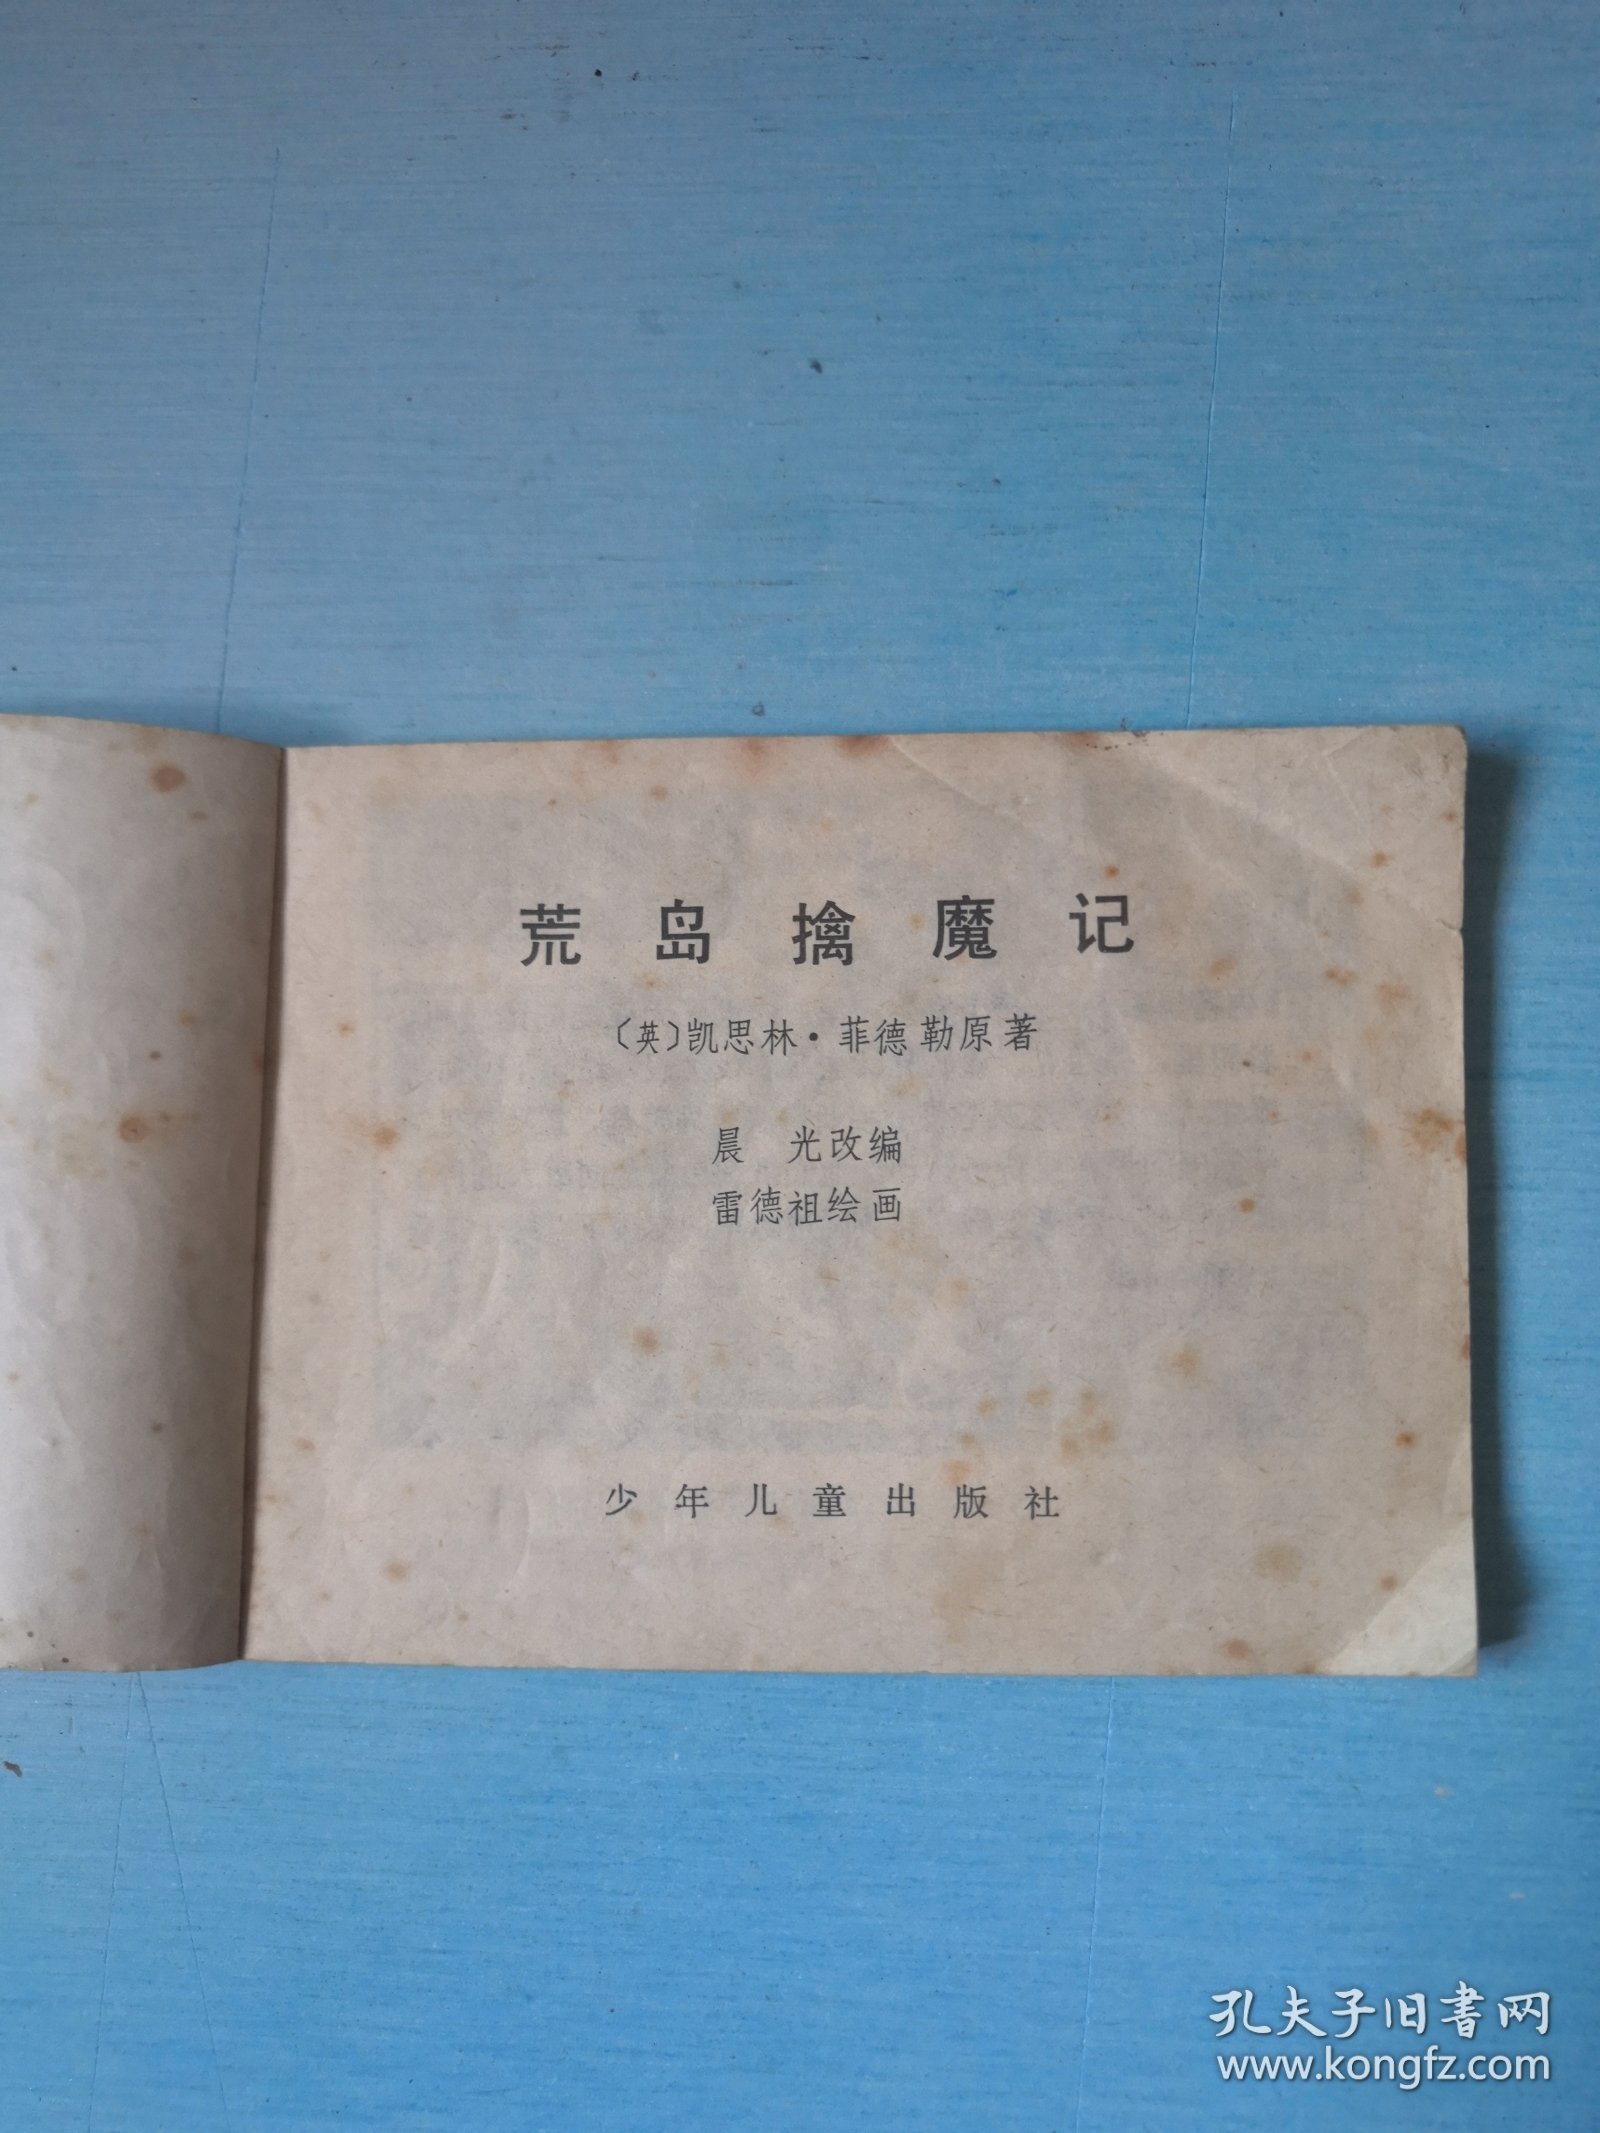 荒岛擒魔记
〔英〕凯思林·菲德勒原著
晨 光改编
雷德祖绘画
少年儿童出版社
孔夫子旧书网
www.kongfz.com